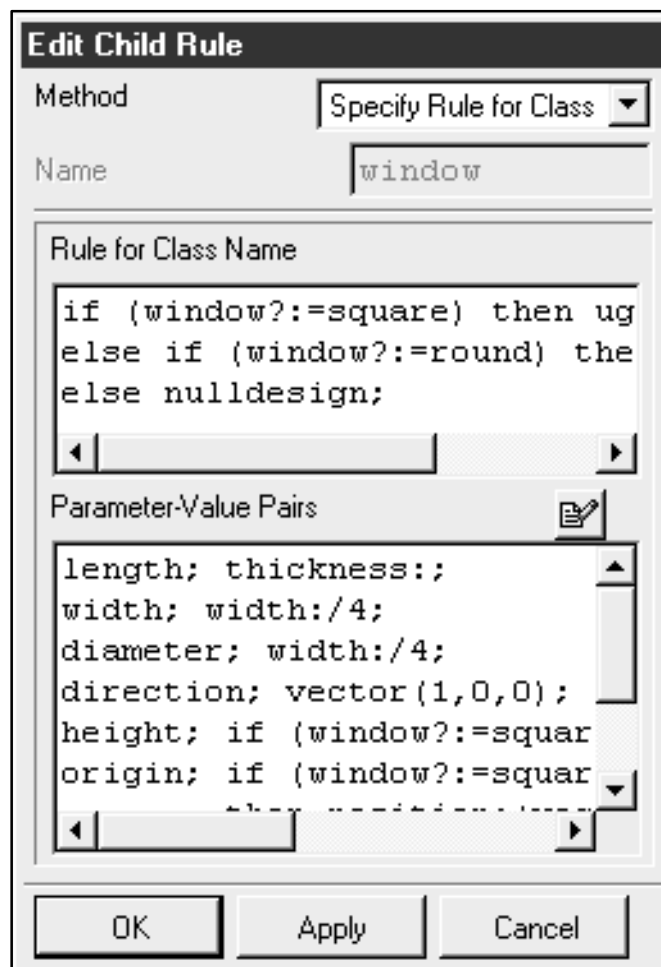 Edit Child Rule
Method
Specify Rule for Class
Name
window
Rule for Class Name
if (window?:=square) then ug
else if (window?:=round) the
else nulldesign;
Parameter-Value Pairs
length; thickness:;
width; width:/4;
diameter; width:/4;
direction; vector(1,0,0);
height; if (window?:=squar
origin; if (window?:=squar
OK
Apply
Cancel